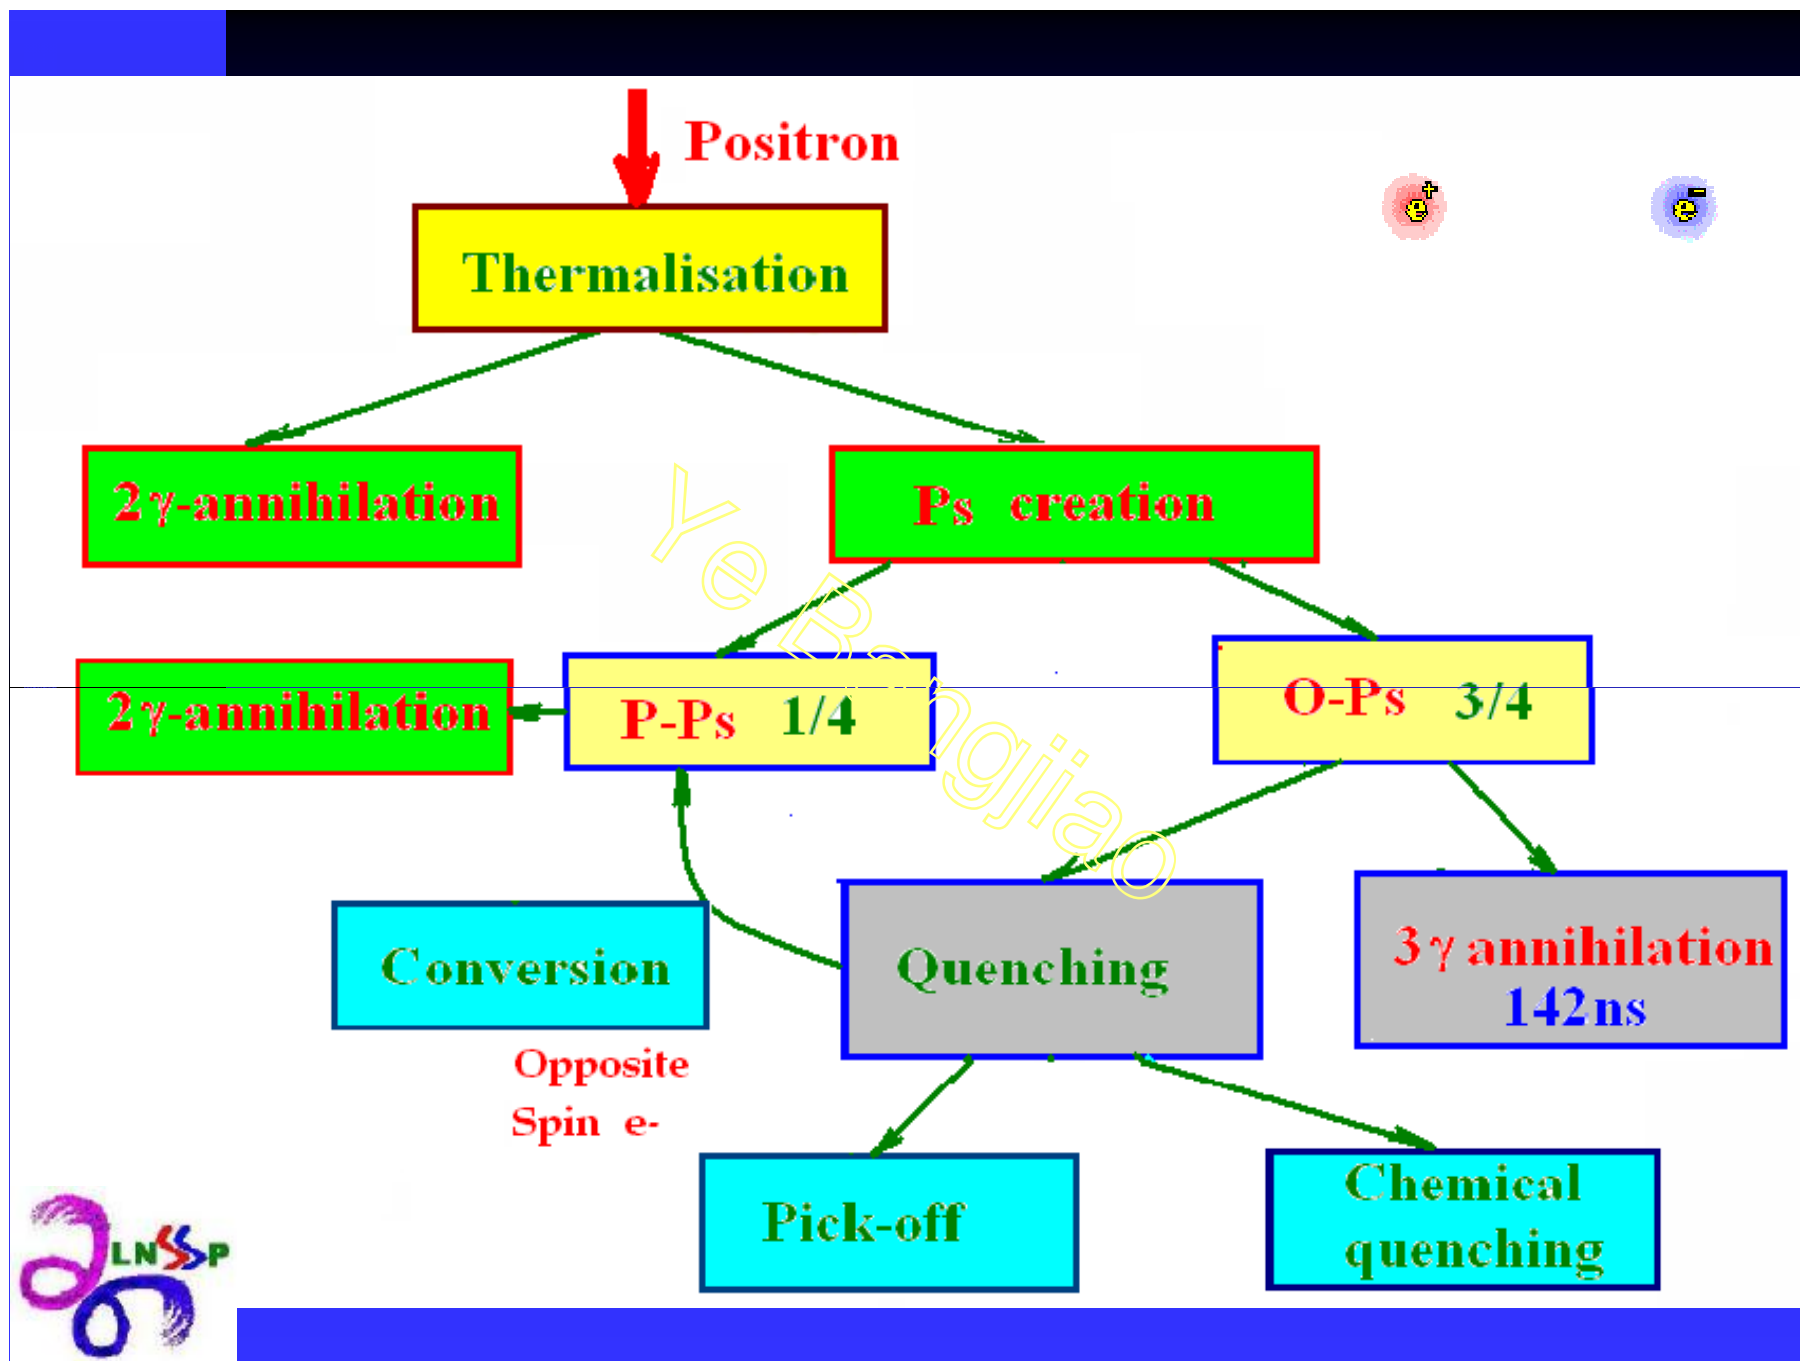 Positron
e+
e-
Thermalisation
2γ-annihilation
Ps creation
Ye Bangjiao
2γ-annihilation
P-Ps 1/4
O-Ps 3/4
Conversion
Quenching
3γ annihilation
142ns
Opposite
Spin e-
Pick-off
Chemical
quenching
LNSSP